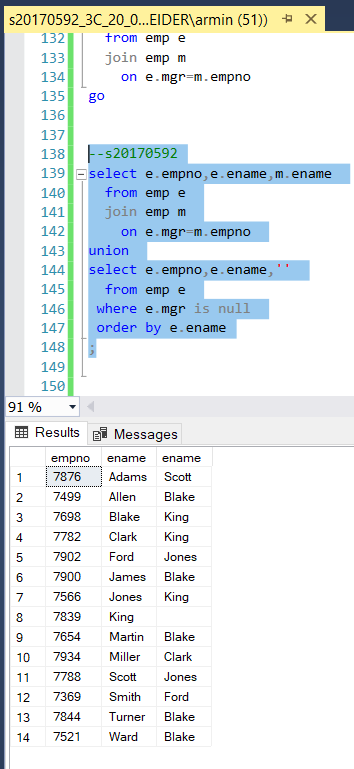 s20170592_3C_20_0...EIDER\armin (51))
132 from emp e
133 join emp m
134 on e.mgr=m.empno
135 go
136
137
138 --s20170592
139 select e.empno,e.ename,m.ename
140 from emp e
141 join emp m
142 on e.mgr=m.empno
143 union
144 select e.empno,e.ename,''
145 from emp e
146 where e.mgr is null
147 order by e.ename
148 ;
149
150
91 %
Results Messages
empno ename ename
1 7876 Adams Scott
2 7499 Allen Blake
3 7698 Blake King
4 7782 Clark King
5 7902 Ford Jones
6 7900 James Blake
7 7566 Jones King
8 7839 King
9 7654 Martin Blake
10 7934 Miller Clark
11 7788 Scott Jones
12 7369 Smith Ford
13 7844 Turner Blake
14 7521 Ward Blake